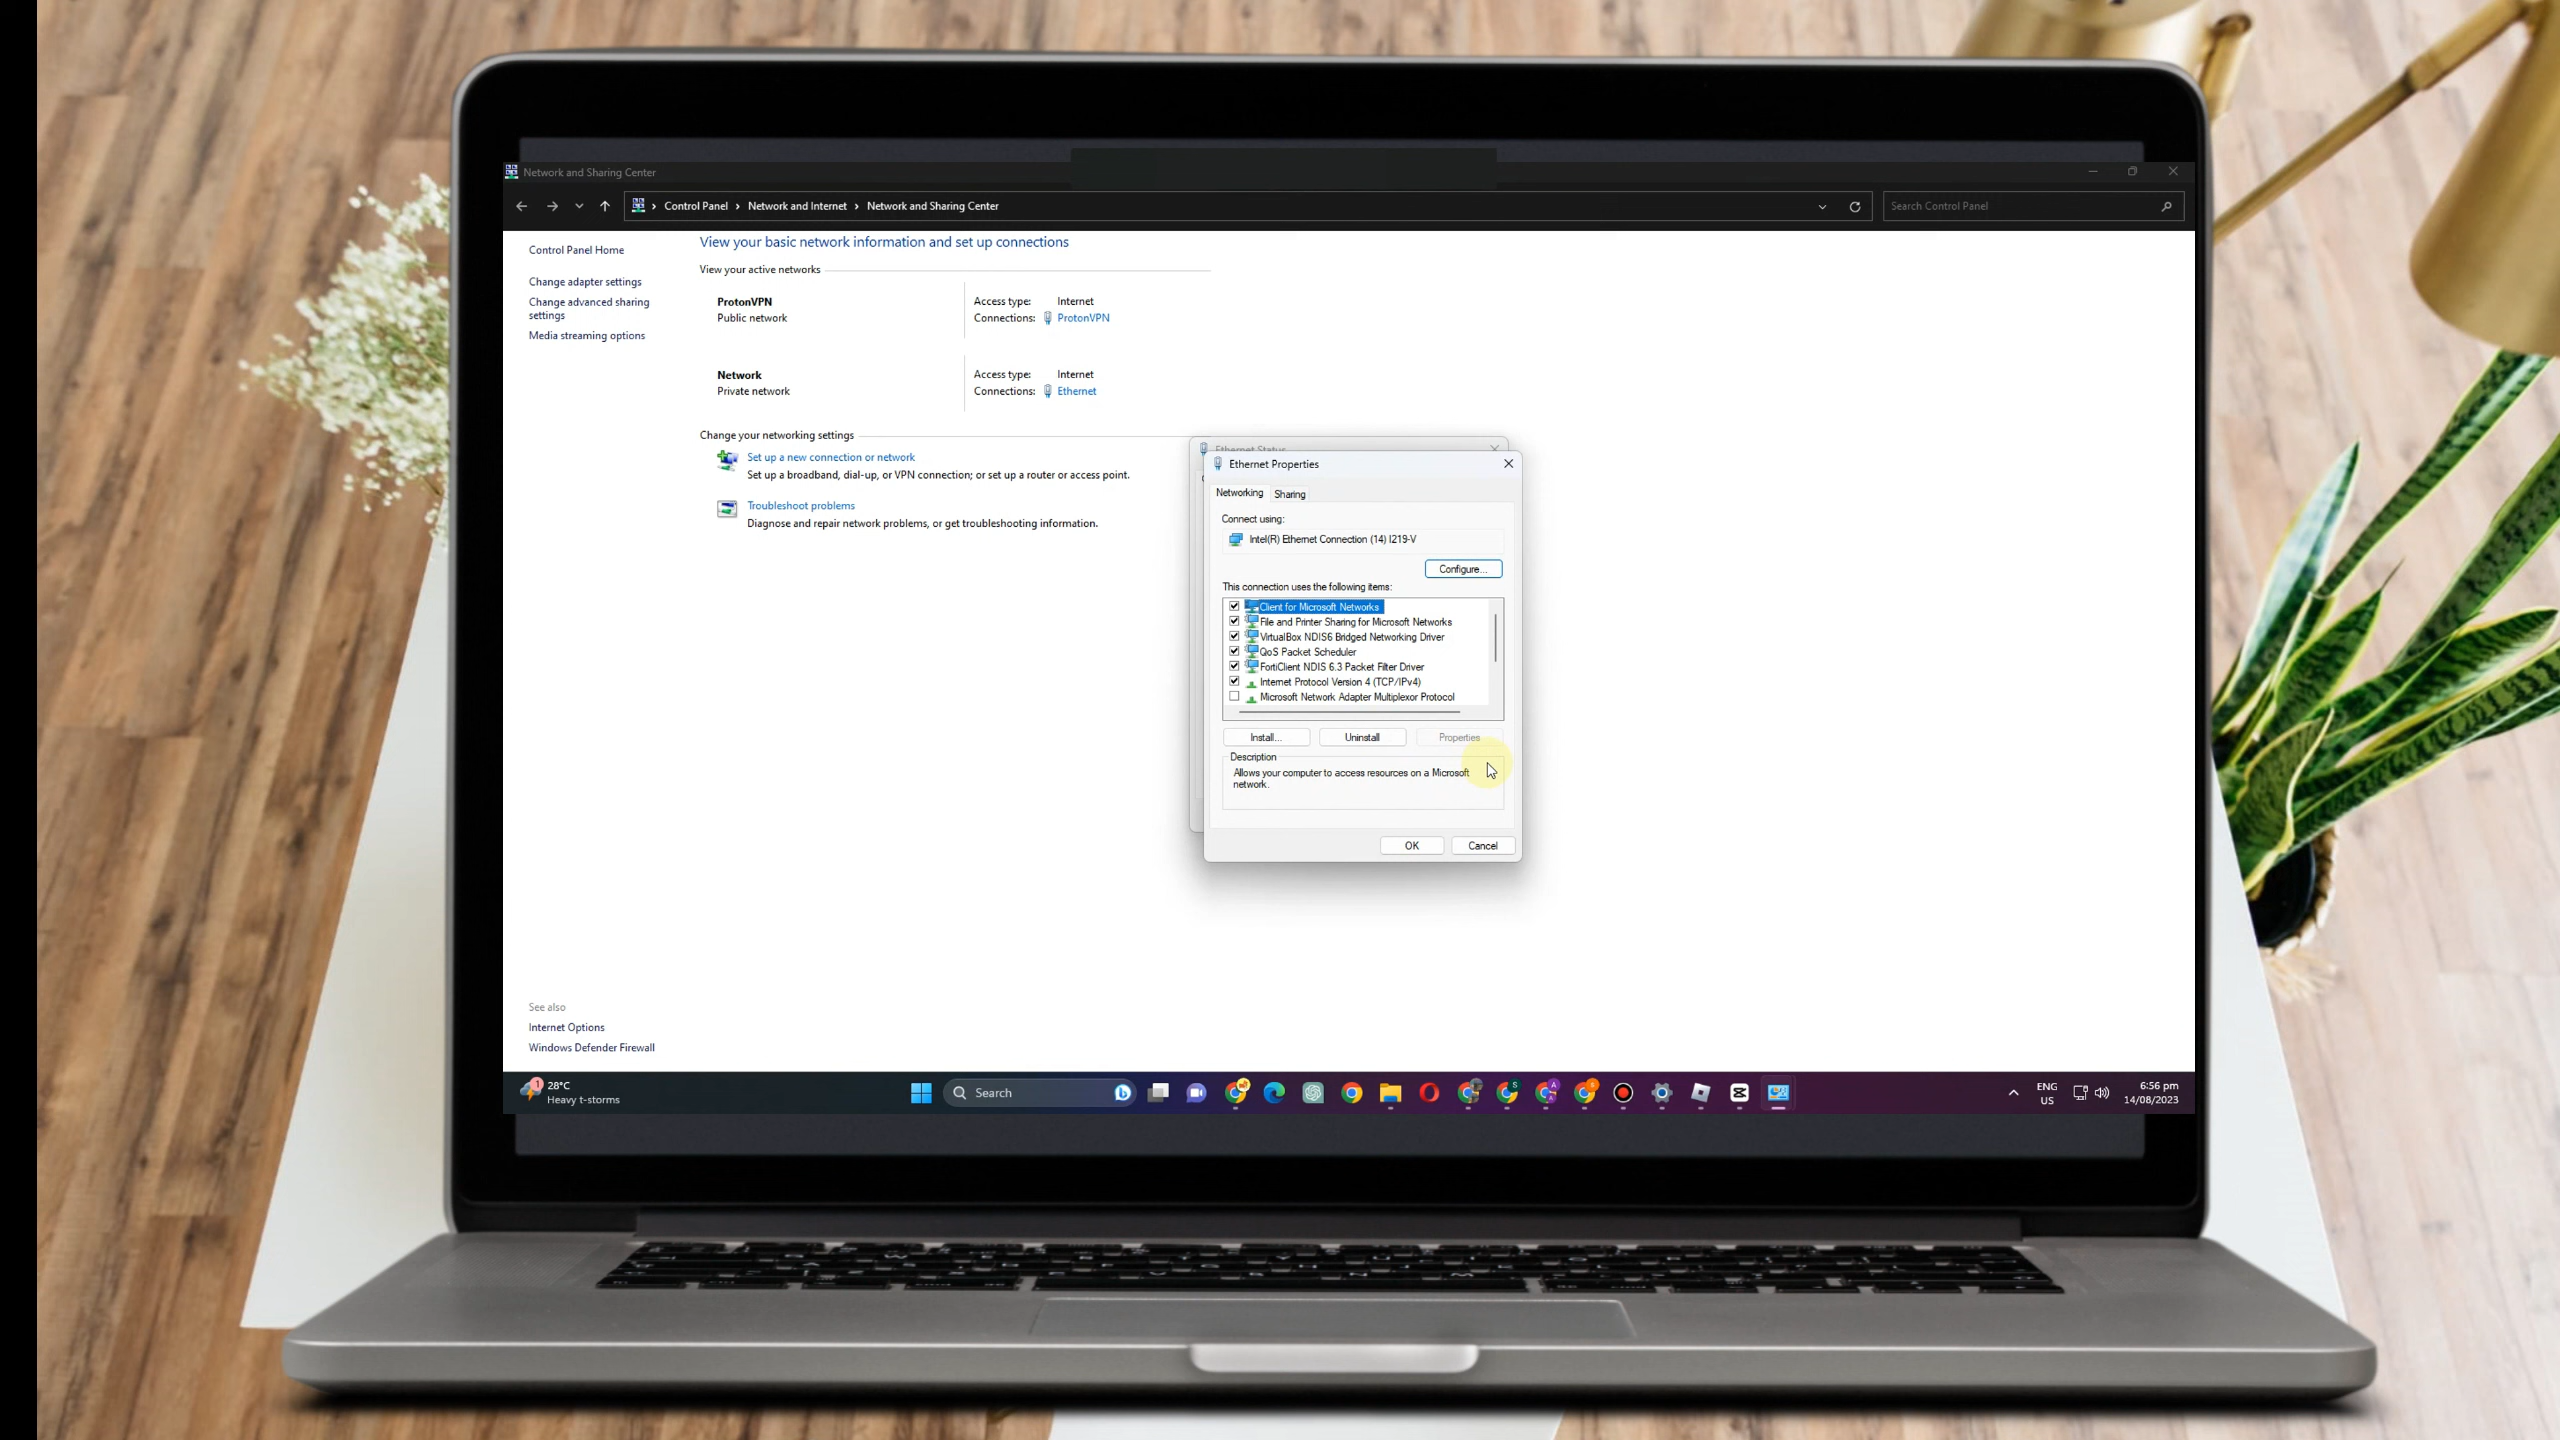 Network and Sharing Center
Control Panel > Network and Internet > Network and Sharing Center
Search Control Panel
Control Panel Home
Change adapter settings
Change advanced sharing
settings
Media streaming options
View your basic network information and set up connections
View your active networks
ProtonVPN
Public network
Access type: Internet
Connections: ProtonVPN
Network
Private network
Access type: Internet
Connections: Ethernet
Change your networking settings
Set up a new connection or network
Set up a broadband, dial-up, or VPN connection; or set up a router or access point.
Troubleshoot problems
Diagnose and repair network problems, or get troubleshooting information.
Ethernet Status
Ethernet Properties
Networking Sharing
Connect using:
Intel(R) Ethernet Connection (14) I219-V
Configure...
This connection uses the following items:
Client for Microsoft Networks
File and Printer Sharing for Microsoft Networks
VirtualBox NDIS6 Bridged Networking Driver
QoS Packet Scheduler
FortiClient NDIS 6.3 Packet Filter Driver
Internet Protocol Version 4 (TCP/IPv4)
Microsoft Network Adapter Multiplexor Protocol
Install... Uninstall Properties
Description
Allows your computer to access resources on a Microsoft
network.
OK Cancel
See also
Internet Options
Windows Defender Firewall
1
28°C
Heavy t-storms
Search
ENG
US
6:56 pm
14/08/2023